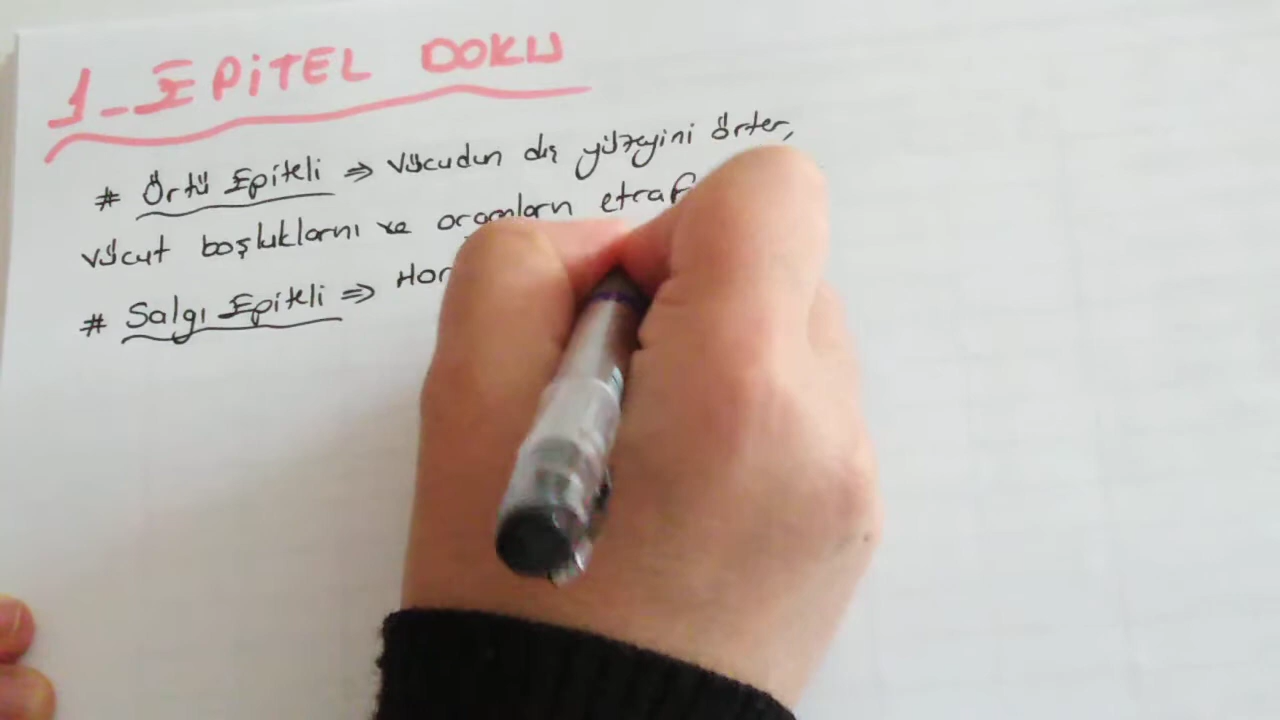 1- EPİTEL DOKU
# Örtü Epiteli ⇒ Vücudun dış yüzeyini örter,
vücut boşluklarını ve organların
# Salgı Epiteli ⇒